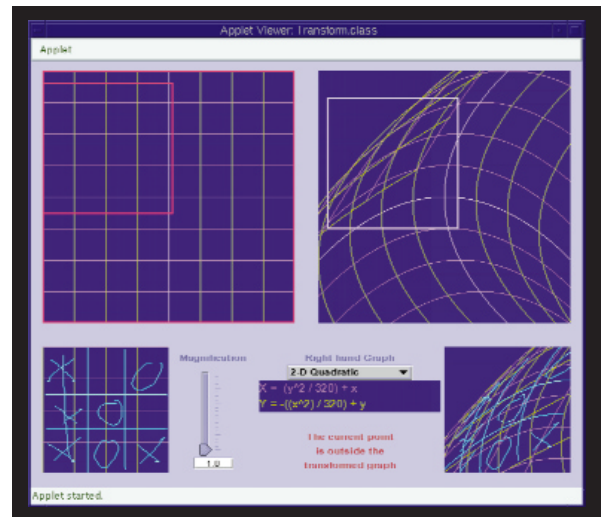 Applet Viewer: Transform.class
Applet
Magnification
Right hand Graph
2-D Quadratic
X = (y^2 / 320) + x
Y = -((x^2) / 320) + y
The current point
is outside the
transformed graph
1.0
Applet started.